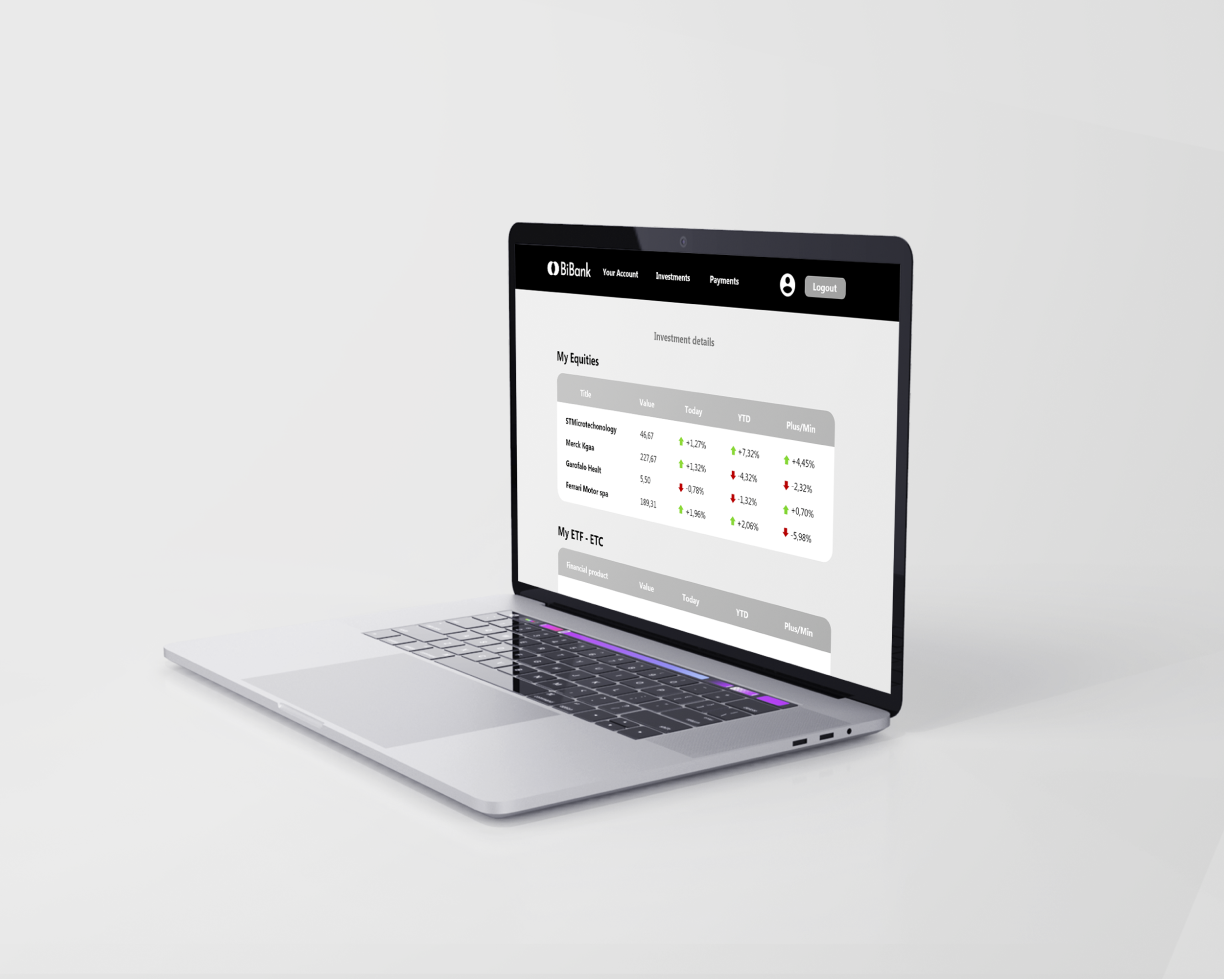 BiBank Your Account Investments Payments Logout
Investment details
My Equities
Title Value Today YTD Plus/Min
STMicrotechonology 46,67 +1,27% +7,32% +4,45%
Merck Kgaa 227,67 +1,32% -4,32% -2,32%
Garofalo Healt 5,50 -0,78% -1,32% +0,70%
Ferrari Motor spa 189,31 +1,96% +2,06% -5,98%
My ETF - ETC
Financial product Value Today YTD Plus/Min